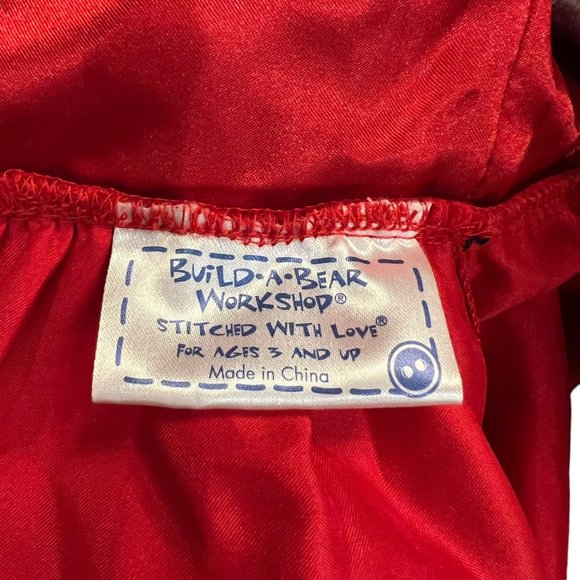 BUiLD•A•BEAR
WORKSHOP®
STITCHED WITH LOVE®
FOR AGES 3 AND UP
Made in China